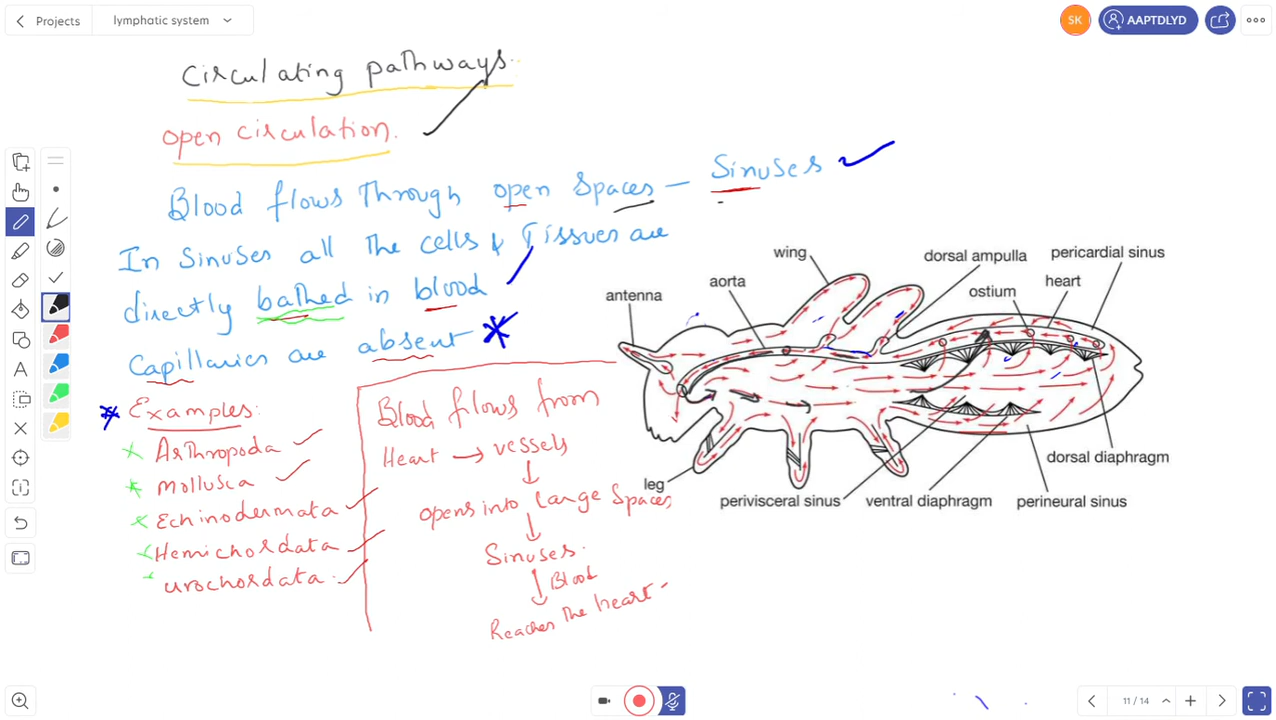 Projects
lymphatic system
SK
AAPTDLYD
Circulating pathways.
Open circulation.
Blood flows Through open Spaces - Sinuses
In Sinuses all The cells & Tissues are
directly bathed in blood
Capillaries are absent
Examples:
Arthropoda
Mollusca
Echinodermata
Hemichordata
Urochordata.
Blood flows from
Heart → vessels
↓
opens into large Spaces,
↓
Sinuses.
↓ Blood
Reaches The heart -
antenna
aorta
wing
dorsal ampulla
ostium
pericardial sinus
heart
leg
perivisceral sinus
ventral diaphragm
perineural sinus
dorsal diaphragm
11 / 14